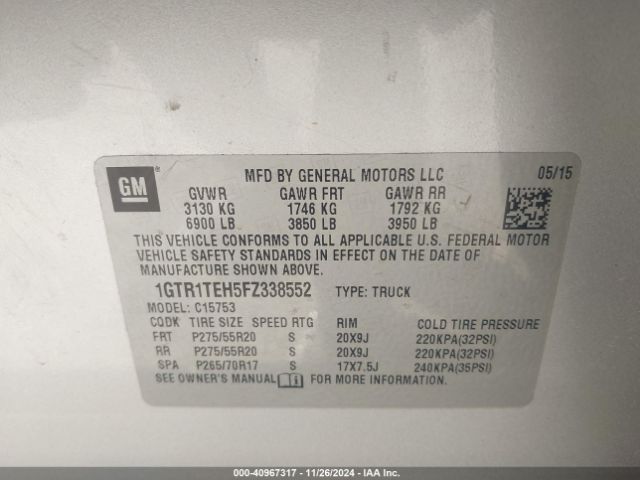 GM ®
MFD BY GENERAL MOTORS LLC 05/15
GVWR GAWR FRT GAWR RR
3130 KG 1746 KG 1792 KG
6900 LB 3850 LB 3950 LB
THIS VEHICLE CONFORMS TO ALL APPLICABLE U.S. FEDERAL MOTOR
VEHICLE SAFETY STANDARDS IN EFFECT ON THE DATE OF
MANUFACTURE SHOWN ABOVE.
1GTR1TEH5FZ338552 TYPE: TRUCK
MODEL: C15753
CODK TIRE SIZE SPEED RTG RIM COLD TIRE PRESSURE
FRT P275/55R20 S 20X9J 220KPA(32PSI)
RR P275/55R20 S 20X9J 220KPA(32PSI)
SPA P265/70R17 S 17X7.5J 240KPA(35PSI)
SEE OWNER'S MANUAL FOR MORE INFORMATION.
000-40967317 - 11/26/2024 - IAA Inc.